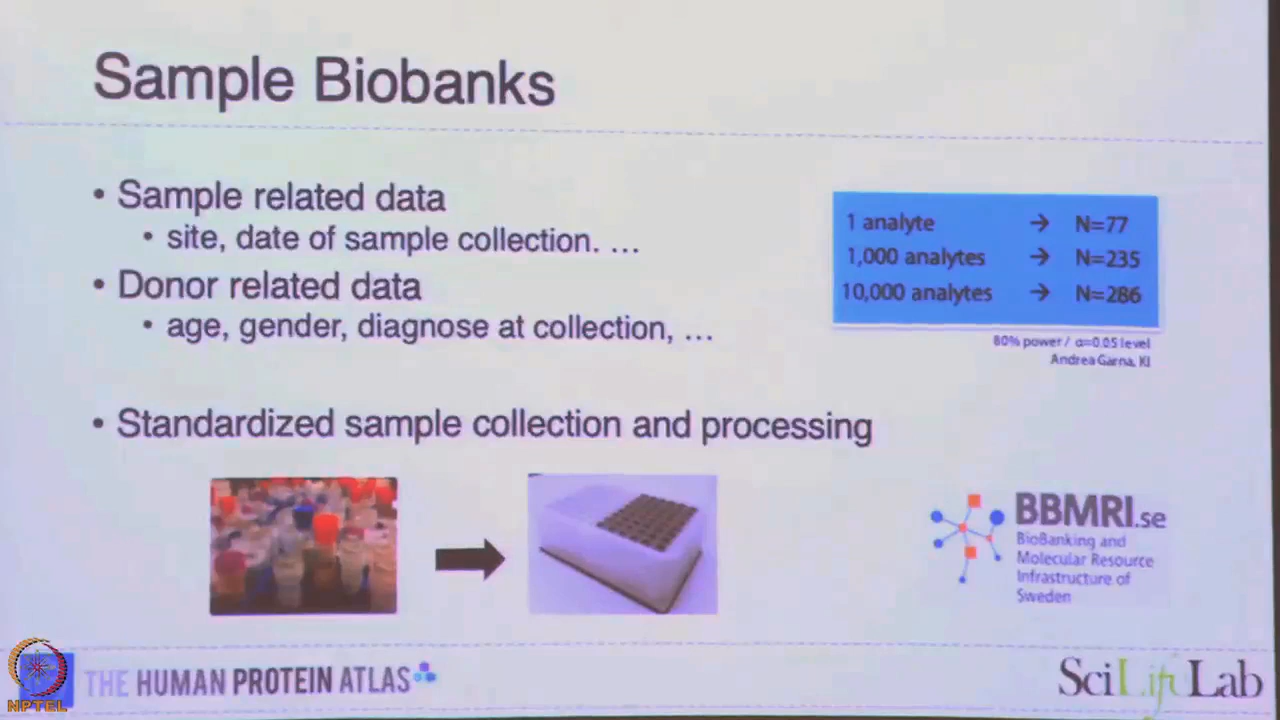 Sample Biobanks
• Sample related data
• site, date of sample collection. …
• Donor related data
• age, gender, diagnose at collection, …
• Standardized sample collection and processing
1 analyte → N=77
1,000 analytes → N=235
10,000 analytes → N=286
80% power / α=0.05 level
Andrea Ganna, KI
BBMRI.se
BioBanking and
Molecular Resource
Infrastructure of
Sweden
NPTEL
THE HUMAN PROTEIN ATLAS
SciLifeLab